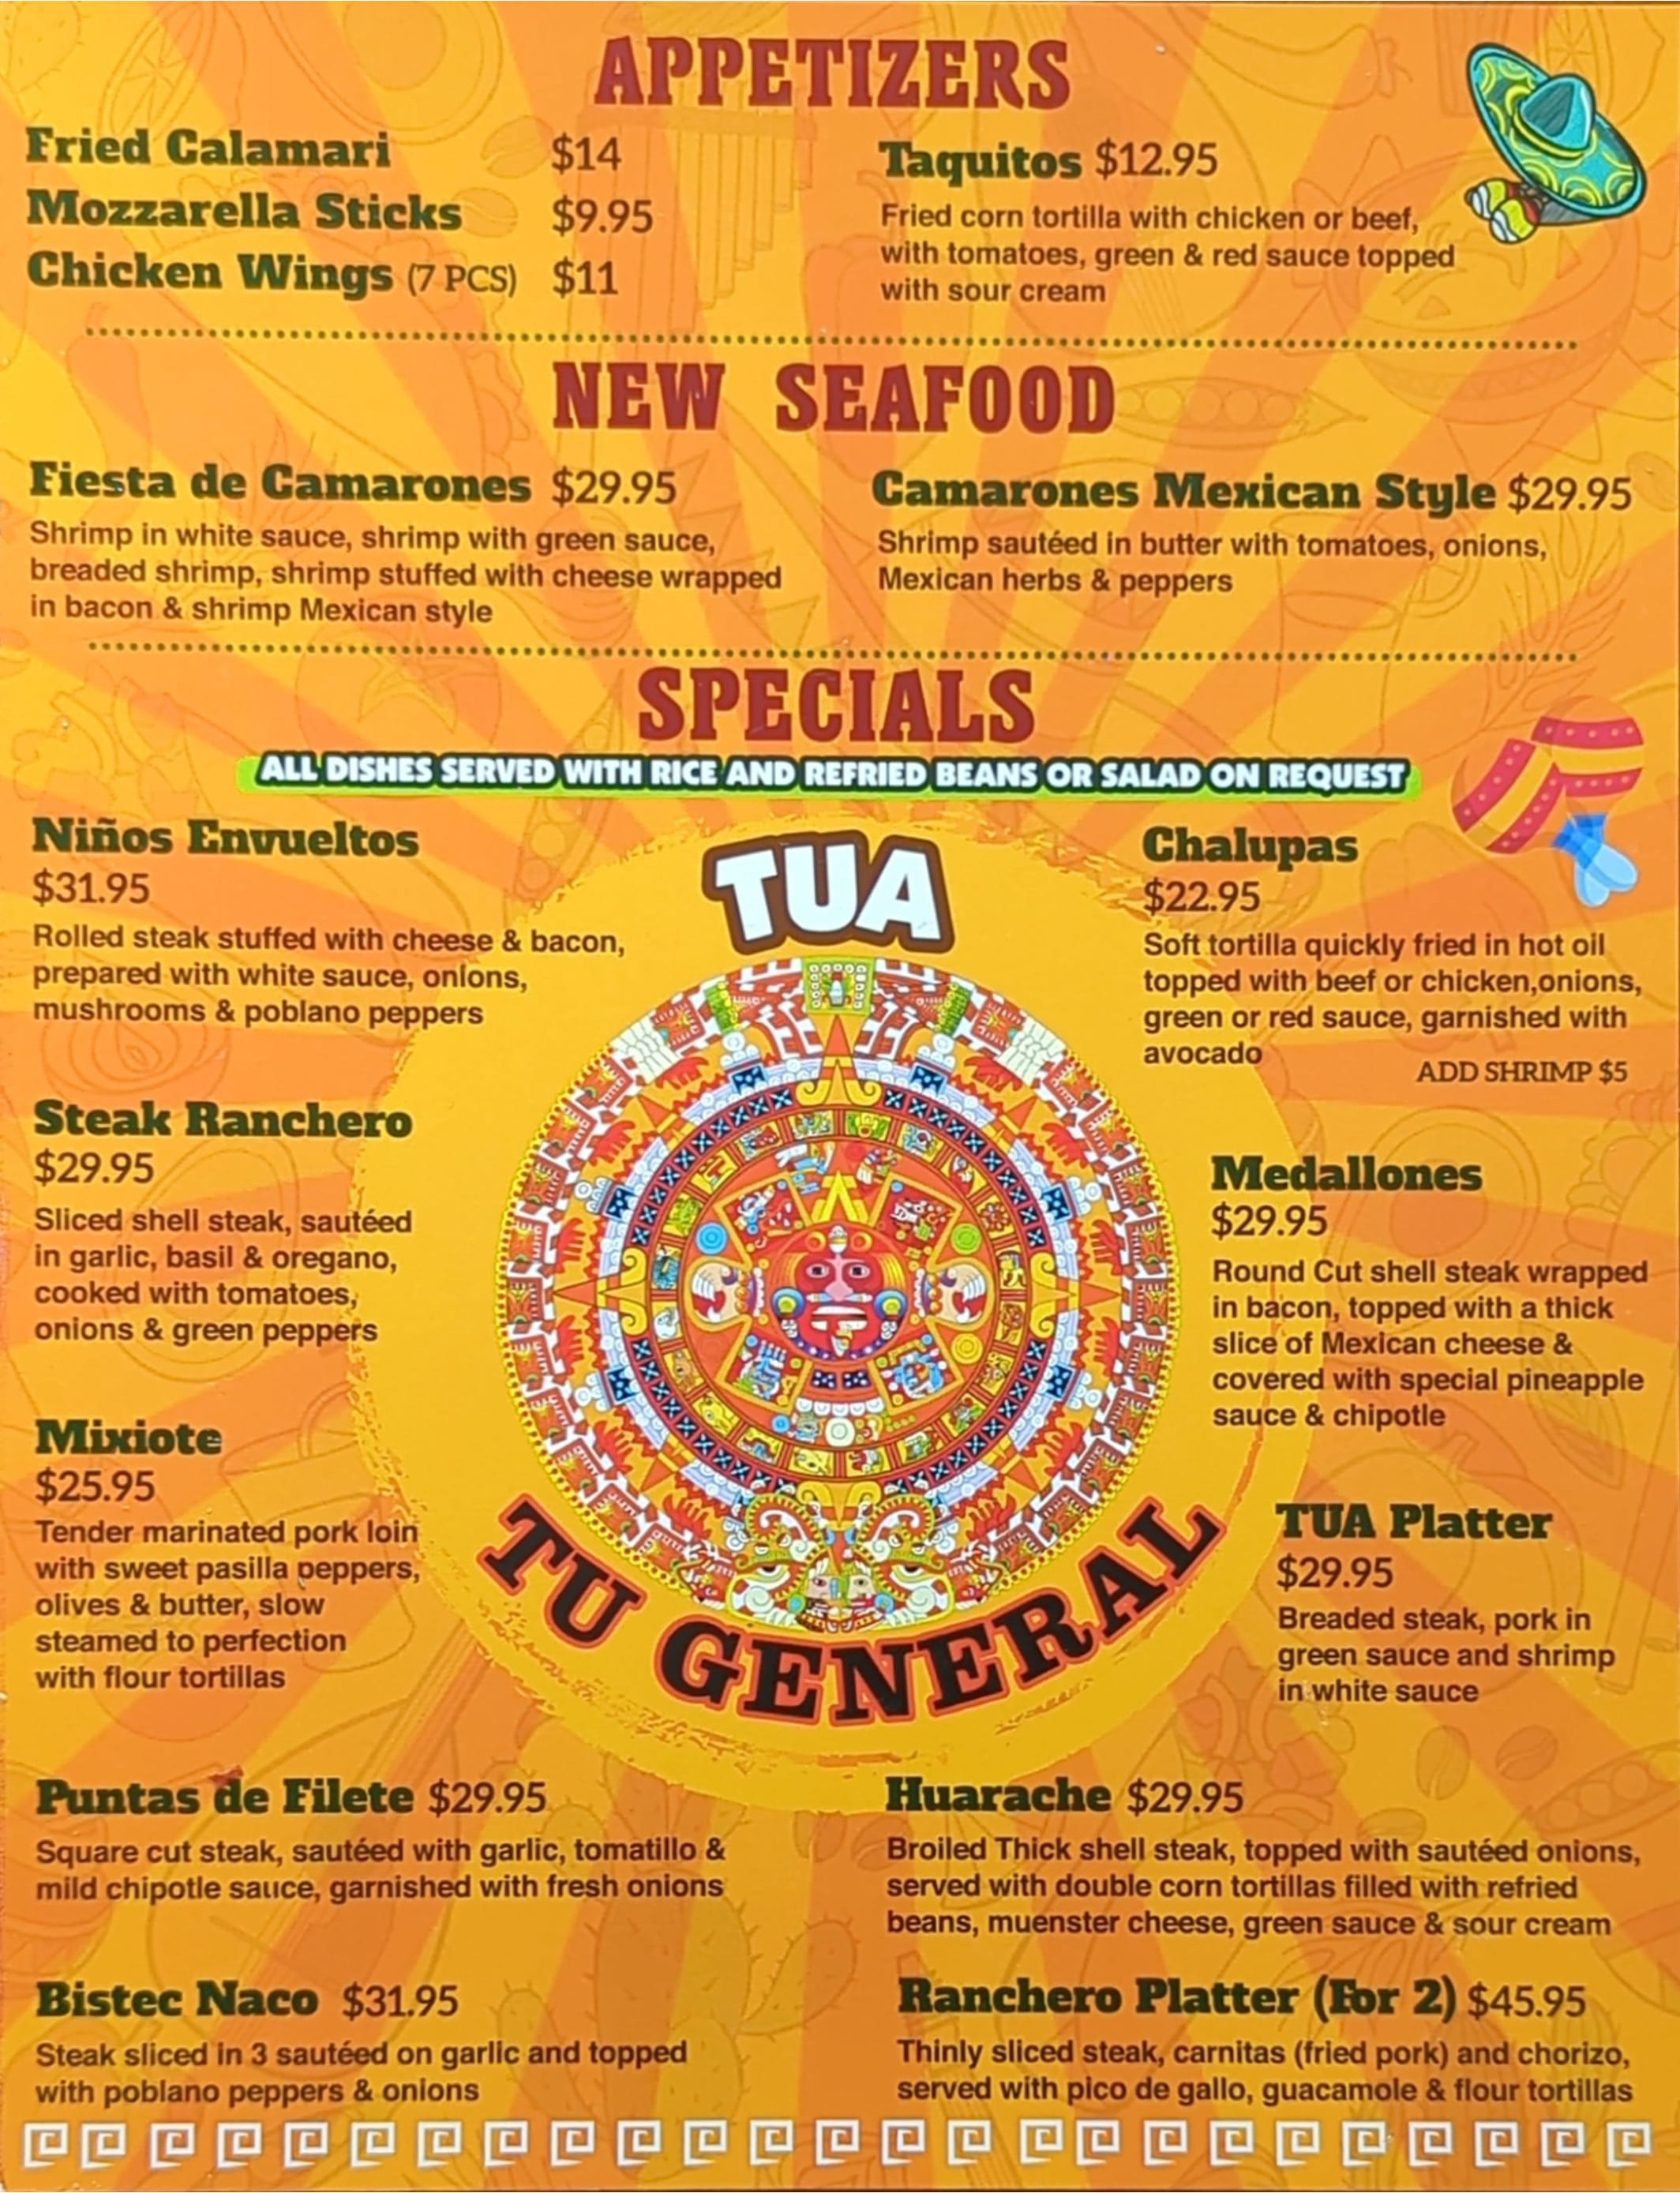 APPETIZERS
Fried Calamari $14
Mozzarella Sticks $9.95
Chicken Wings (7 PCS) $11
Taquitos $12.95
Fried corn tortilla with chicken or beef,
with tomatoes, green & red sauce topped
with sour cream
NEW SEAFOOD
Fiesta de Camarones $29.95
Shrimp in white sauce, shrimp with green sauce,
breaded shrimp, shrimp stuffed with cheese wrapped
in bacon & shrimp Mexican style
Camarones Mexican Style $29.95
Shrimp sautéed in butter with tomatoes, onions,
Mexican herbs & peppers
SPECIALS
ALL DISHES SERVED WITH RICE AND REFRIED BEANS OR SALAD ON REQUEST
Niños Envueltos
$31.95
Rolled steak stuffed with cheese & bacon,
prepared with white sauce, onions,
mushrooms & poblano peppers
Steak Ranchero
$29.95
Sliced shell steak, sautéed
in garlic, basil & oregano,
cooked with tomatoes,
onions & green peppers
Mixiote
$25.95
Tender marinated pork loin
with sweet pasilla peppers,
olives & butter, slow
steamed to perfection
with flour tortillas
TUA
TU GENERAL
Chalupas
$22.95
Soft tortilla quickly fried in hot oil
topped with beef or chicken,onions,
green or red sauce, garnished with
avocado
ADD SHRIMP $5
Medallones
$29.95
Round Cut shell steak wrapped
in bacon, topped with a thick
slice of Mexican cheese &
covered with special pineapple
sauce & chipotle
TUA Platter
$29.95
Breaded steak, pork in
green sauce and shrimp
in white sauce
Puntas de Filete $29.95
Square cut steak, sautéed with garlic, tomatillo &
mild chipotle sauce, garnished with fresh onions
Huarache $29.95
Broiled Thick shell steak, topped with sautéed onions,
served with double corn tortillas filled with refried
beans, muenster cheese, green sauce & sour cream
Bistec Naco $31.95
Steak sliced in 3 sautéed on garlic and topped
with poblano peppers & onions
Ranchero Platter (For 2) $45.95
Thinly sliced steak, carnitas (fried pork) and chorizo,
served with pico de gallo, guacamole & flour tortillas